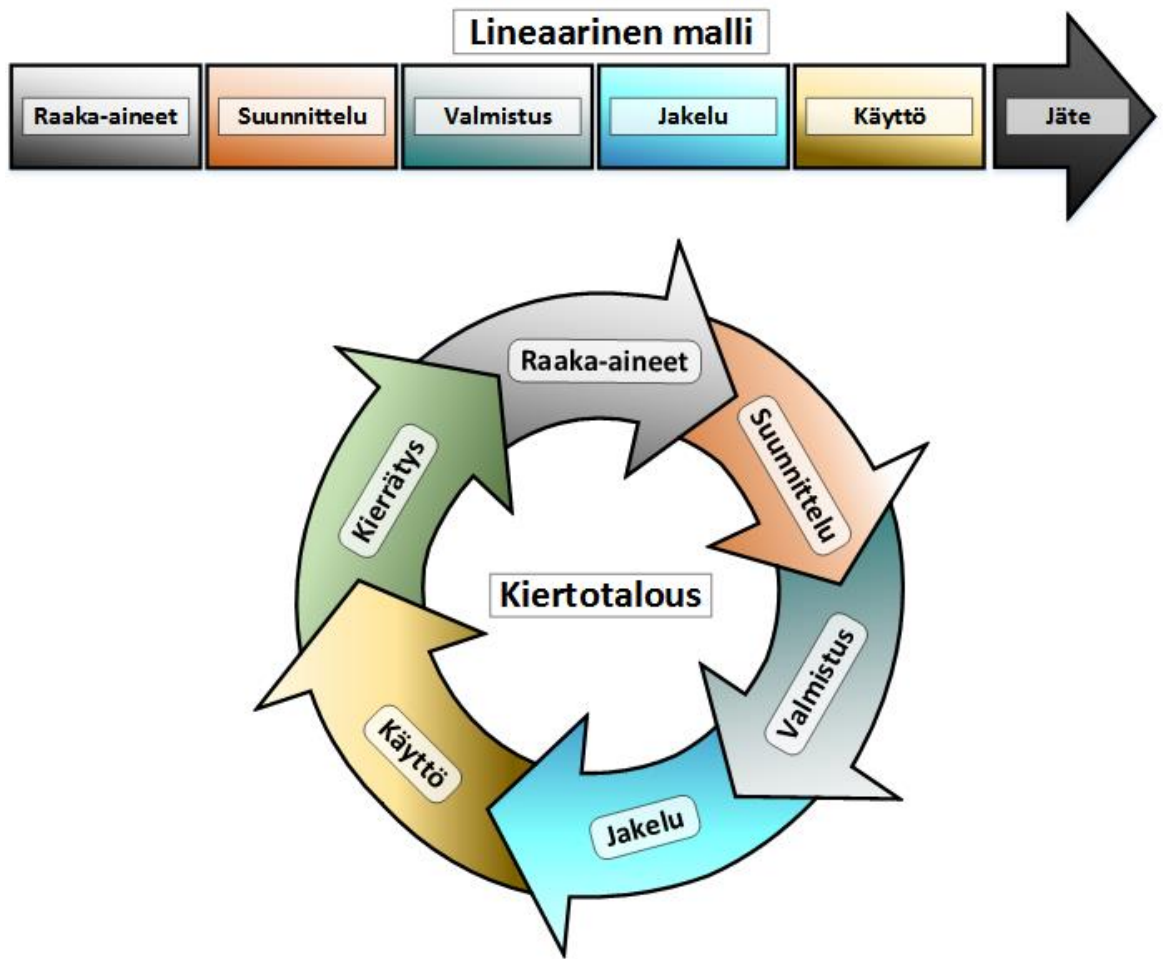 Lineaarinen malli
Raaka-aineet
Suunnittelu
Valmistus
Jakelu
Käyttö
Jäte
Raaka-aineet
Suunnittelu
Valmistus
Jakelu
Käyttö
Kierrätys
Kiertotalous